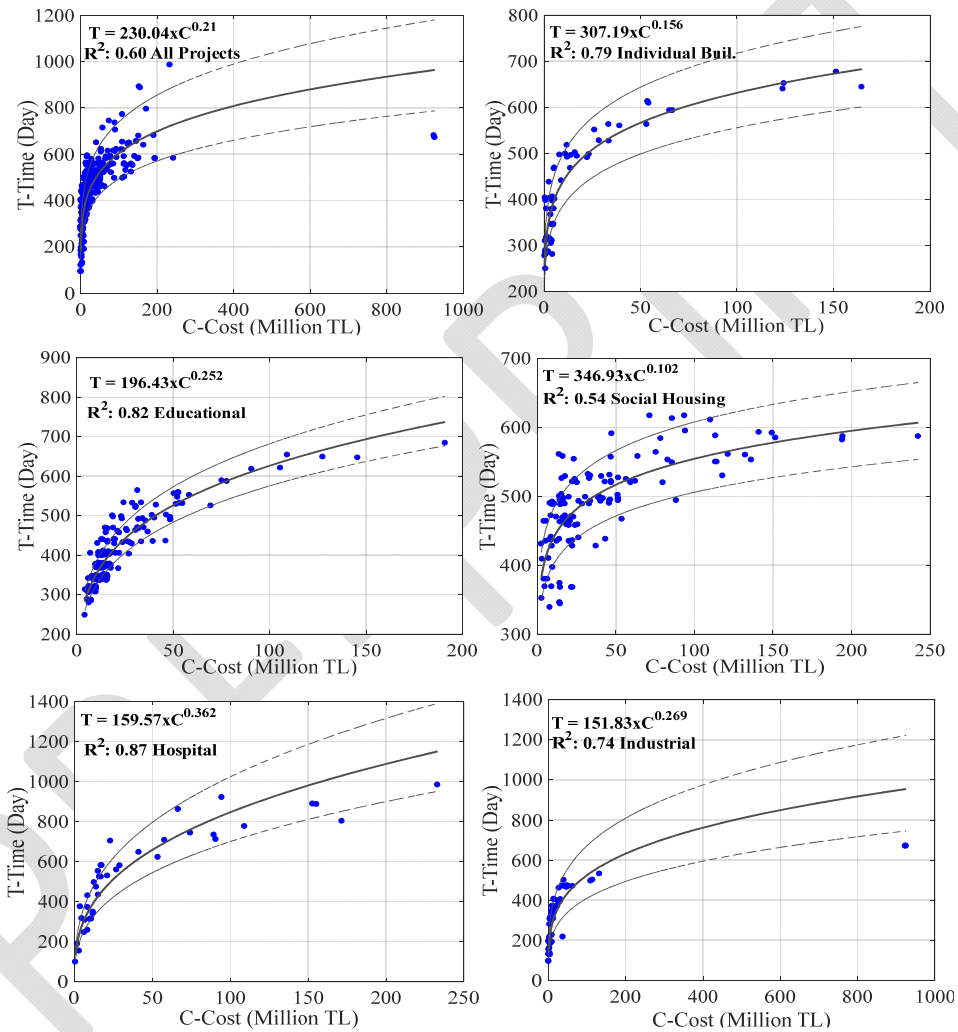 T = 230.04xC^0.21
R^2: 0.60 All Projects
1200
1000
800
600
400
200
0
T-Time (Day)
0 200 400 600 800 1000
C-Cost (Million TL)
T = 307.19xC^0.156
R^2: 0.79 Individual Buil.
800
700
600
500
400
300
200
T-Time (Day)
0 50 100 150 200
C-Cost (Million TL)
T = 196.43xC^0.252
R^2: 0.82 Educational
900
800
700
600
500
400
300
200
T-Time (Day)
0 50 100 150 200
C-Cost (Million TL)
T = 346.93xC^0.102
R^2: 0.54 Social Housing
700
600
500
400
300
T-Time (Day)
0 50 100 150 200 250
C-Cost (Million TL)
T = 159.57xC^0.362
R^2: 0.87 Hospital
1400
1200
1000
800
600
400
200
0
T-Time (Day)
0 50 100 150 200 250
C-Cost (Million TL)
T = 151.83xC^0.269
R^2: 0.74 Industrial
1400
1200
1000
800
600
400
200
0
T-Time (Day)
0 200 400 600 800 1000
C-Cost (Million TL)